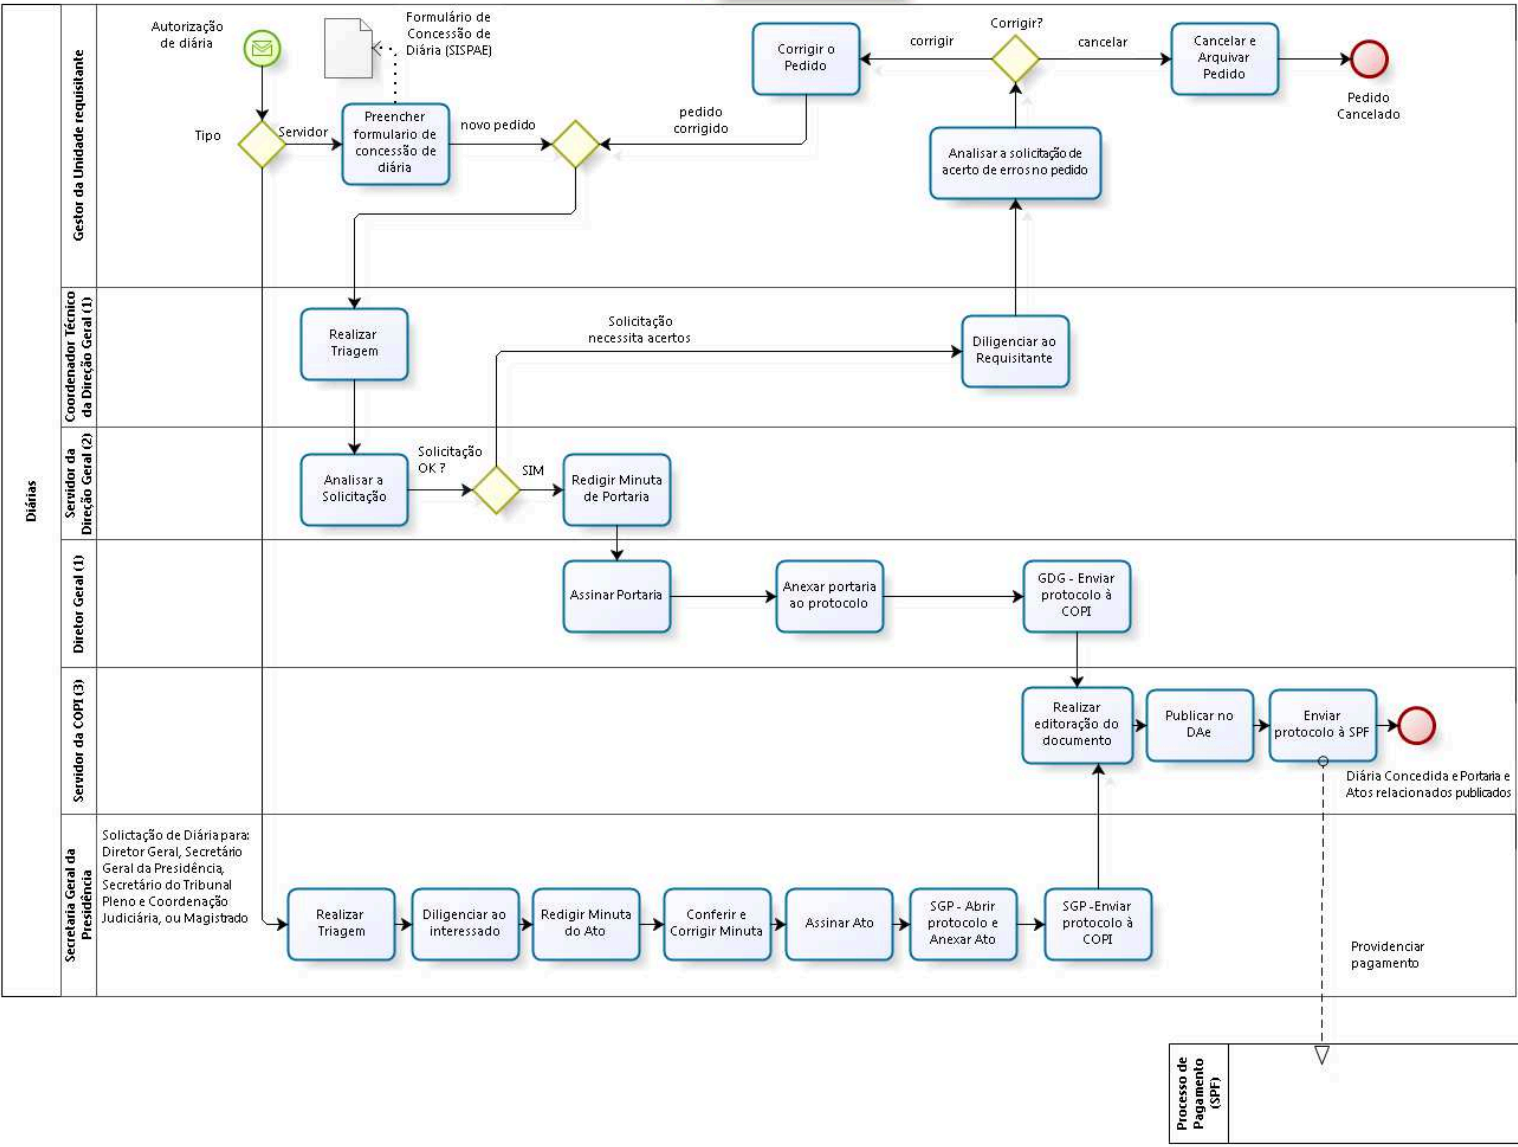 Diárias
Gestor da Unidade requisitante
Autorização
de diária
Formulário de
Concessão de
Diária (SISPAE)
Tipo
Servidor
Preencher
formulario de
concessão de
diária
novo pedido
pedido
corrigido
Corrigir o
Pedido
corrigir
Corrigir?
cancelar
Cancelar e
Arquivar
Pedido
Pedido
Cancelado
Analisar a solicitação de
acerto de erros no pedido
Coordenador Técnico
da Direção Geral (1)
Realizar
Triagem
Solicitação
necessita acertos
Diligenciar ao
Requisitante
Servidor da
Direção Geral (2)
Analisar a
Solicitação
Solicitação
OK ?
SIM
Redigir Minuta
de Portaria
Diretor Geral (1)
Assinar Portaria
Anexar portaria
ao protocolo
GDG - Enviar
protocolo à
COPI
Servidor da COPI (3)
Realizar
editoração do
documento
Publicar no
DAe
Enviar
protocolo à SPF
Diária Concedida e Portaria e
Atos relacionados publicados
Secretaria Geral da
Presidência
Solictação de Diária para:
Diretor Geral, Secretário
Geral da Presidência,
Secretário do Tribunal
Pleno e Coordenação
Judiciária, ou Magistrado
Realizar
Triagem
Diligenciar ao
interessado
Redigir Minuta
do Ato
Conferir e
Corrigir Minuta
Assinar Ato
SGP - Abrir
protocolo e
Anexar Ato
SGP -Enviar
protocolo à
COPI
Providenciar
pagamento
Processo de
Pagamento
(SPF)